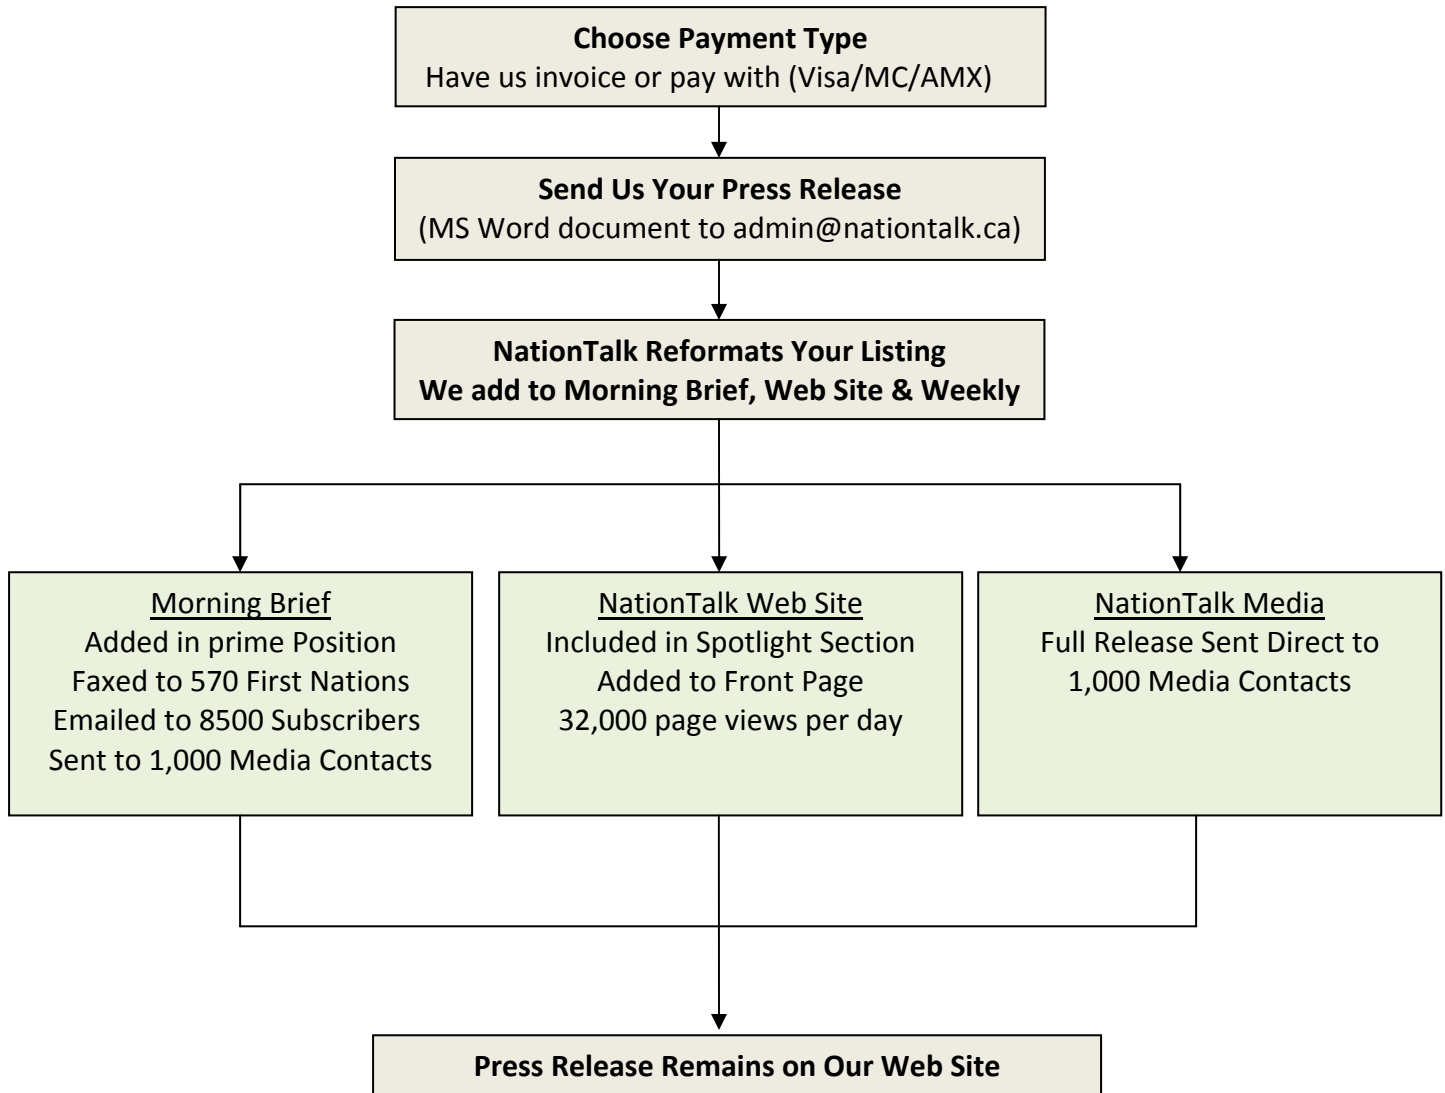 Choose Payment Type
Have us invoice or pay with (Visa/MC/AMX)
Send Us Your Press Release
(MS Word document to admin@nationtalk.ca)
NationTalk Reformats Your Listing
We add to Morning Brief, Web Site & Weekly
Morning Brief
Added in prime Position
Faxed to 570 First Nations
Emailed to 8500 Subscribers
Sent to 1,000 Media Contacts
NationTalk Web Site
Included in Spotlight Section
Added to Front Page
32,000 page views per day
NationTalk Media
Full Release Sent Direct to
1,000 Media Contacts
Press Release Remains on Our Web Site